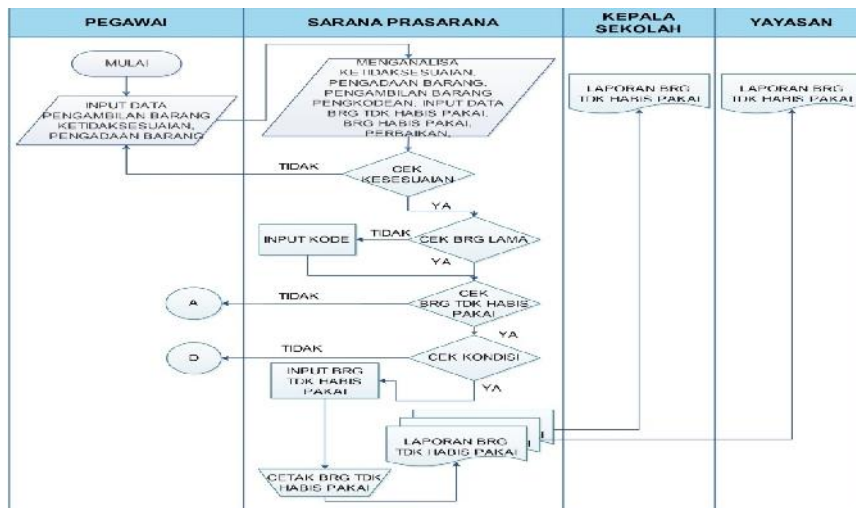 PEGAWAI
SARANA PRASARANA
KEPALA
SEKOLAH
YAYASAN
MULAI
INPUT DATA
PENGAMBILAN BARANG
KETIDAKSESUAIAN,
PENGADAAN BARANG
MENGANALISA
KETIDAKSESUAIAN,
PENGADAAN BARANG,
PENGAMBILAN BARANG
PENGKODEAN, INPUT DATA
BRG TDK HABIS PAKAI,
BRG HABIS PAKAI,
PERBAIKAN,
LAPORAN BRG
TDK HABIS PAKAI
LAPORAN BRG
TDK HABIS PAKAI
TIDAK
CEK
KESESUAIAN
YA
INPUT KODE
TIDAK
CEK BRG LAMA
YA
A
TIDAK
CEK
BRG TDK HABIS
PAKAI
YA
D
TIDAK
CEK KONDISI
YA
INPUT BRG
TDK HABIS
PAKAI
LAPORAN BRG
TDK HABIS PAKAI
CETAK BRG TDK
HABIS PAKAI